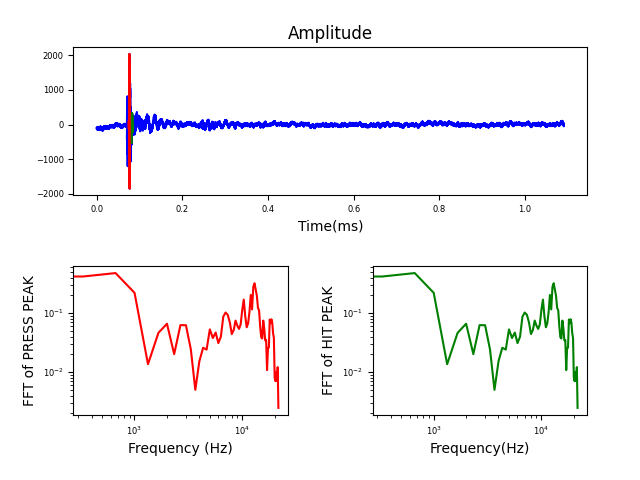 Amplitude
2000
1000
0
−1000
−2000
0.0 0.2 0.4 0.6 0.8 1.0
Time(ms)
FFT of PRESS PEAK
10⁻¹
10⁻²
10³ 10⁴
Frequency (Hz)
FFT of HIT PEAK
10⁻¹
10⁻²
10³ 10⁴
Frequency(Hz)